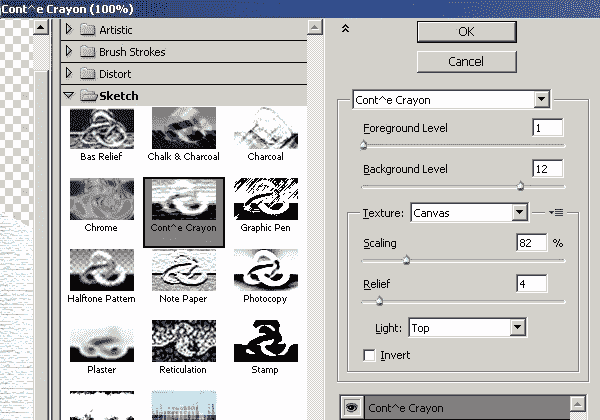 Cont^e Crayon (100%)
Artistic
Brush Strokes
Distort
Sketch
Bas Relief
Chalk & Charcoal
Charcoal
Chrome
Cont^e Crayon
Graphic Pen
Halftone Pattern
Note Paper
Photocopy
Plaster
Reticulation
Stamp
OK
Cancel
Cont^e Crayon
Foreground Level
1
Background Level
12
Texture: Canvas
Scaling
82 %
Relief
4
Light: Top
Invert
Cont^e Crayon